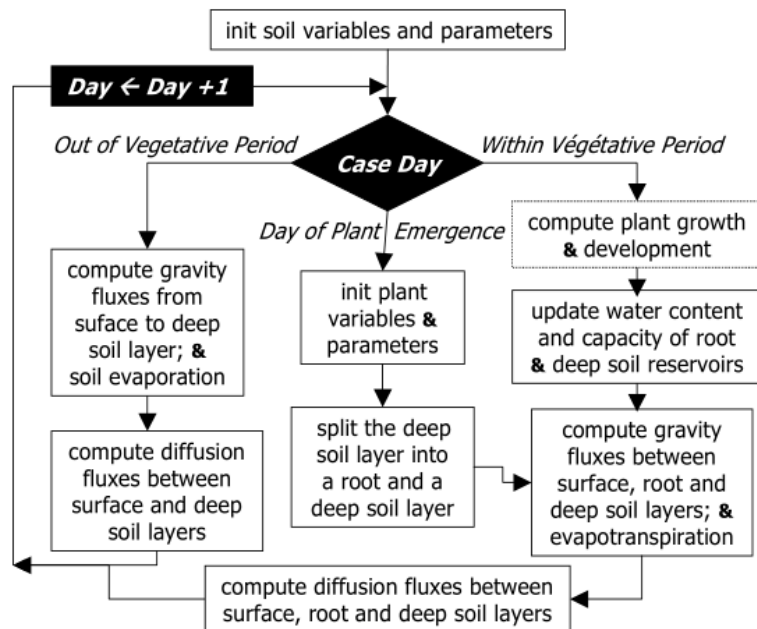 init soil variables and parameters
Day ← Day +1
Out of Vegetative Period
Case Day
Within Végétative Period
Day of Plant Emergence
compute gravity
fluxes from
suface to deep
soil layer; &
soil evaporation
compute diffusion
fluxes between
surface and deep
soil layers
init plant
variables &
parameters
split the deep
soil layer into
a root and a
deep soil layer
compute plant growth
& development
update water content
and capacity of root
& deep soil reservoirs
compute gravity
fluxes between
surface, root and
deep soil layers; &
evapotranspiration
compute diffusion fluxes between
surface, root and deep soil layers